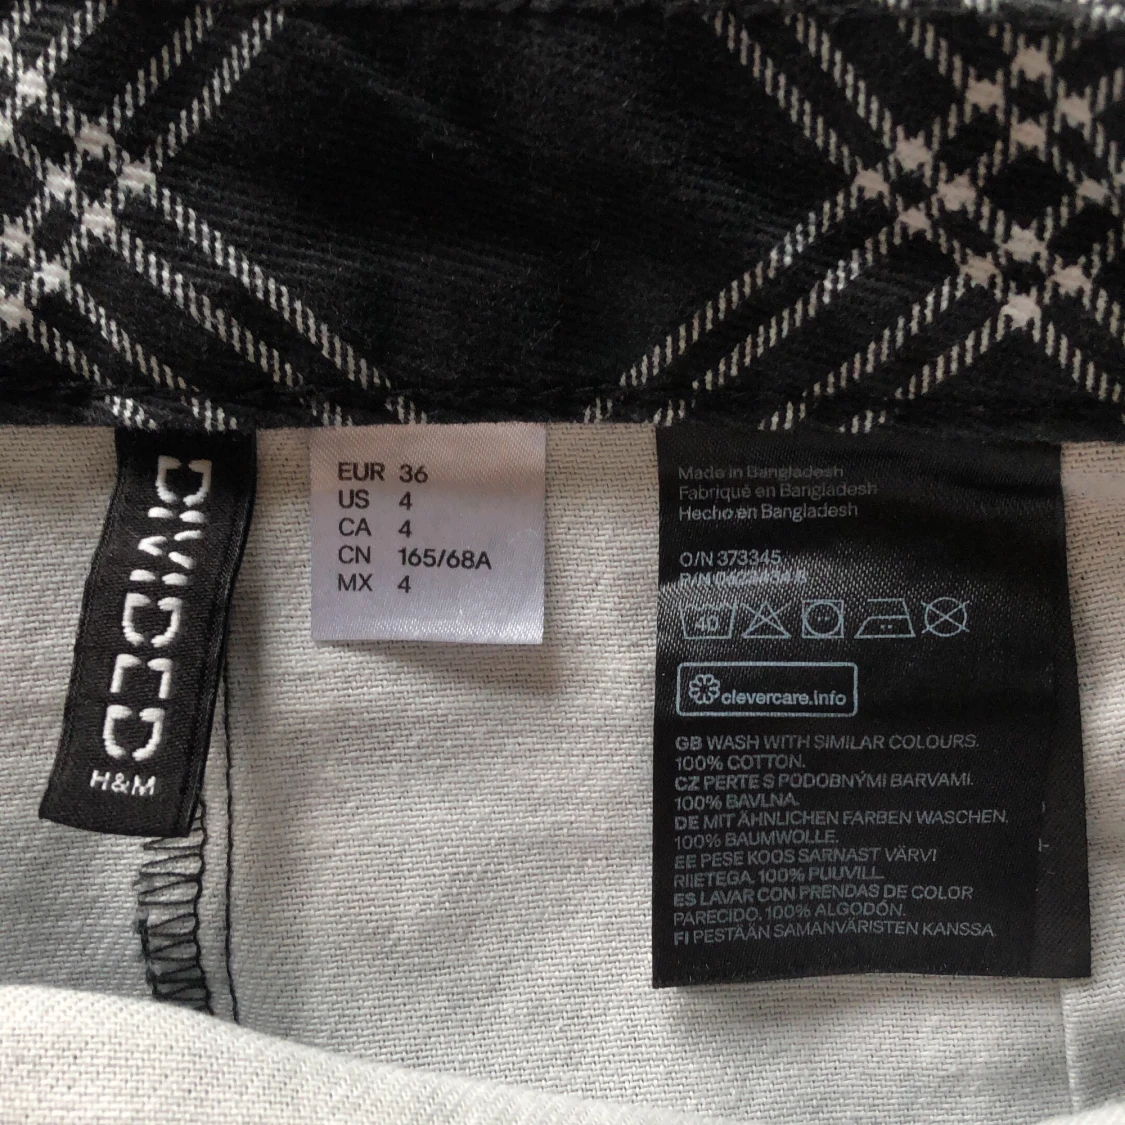 DIVIDED
H&M
EUR 36
US 4
CA 4
CN 165/68A
MX 4
Made in Bangladesh
Fabriqué en Bangladesh
Hecho en Bangladesh
O/N 373345
P/N
40
clevercare.info
GB WASH WITH SIMILAR COLOURS.
100% COTTON.
CZ PERTE S PODOBNÝMI BARVAMI.
100% BAVLNA.
DE MIT ÄHNLICHEN FARBEN WASCHEN.
100% BAUMWOLLE.
EE PESE KOOS SARNAST VÄRVI
RIIETEGA. 100% PUUVILL.
ES LAVAR CON PRENDAS DE COLOR
PARECIDO. 100% ALGODÓN.
FI PESTÄÄN SAMANVÄRISTEN KANSSA.